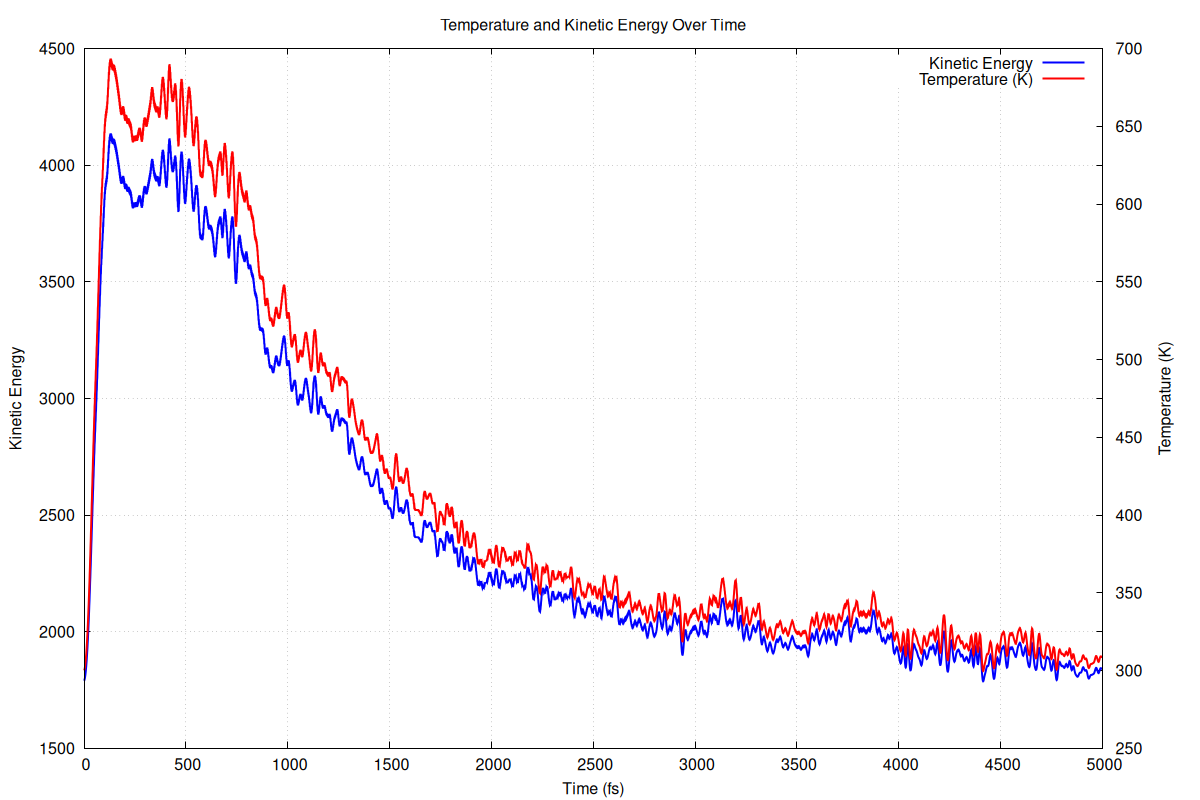 Temperature and Kinetic Energy Over Time
Kinetic Energy
Temperature (K)
4500
4000
3500
3000
2500
2000
1500
700
650
600
550
500
450
400
350
300
250
Kinetic Energy
Temperature (K)
0 500 1000 1500 2000 2500 3000 3500 4000 4500 5000
Time (fs)